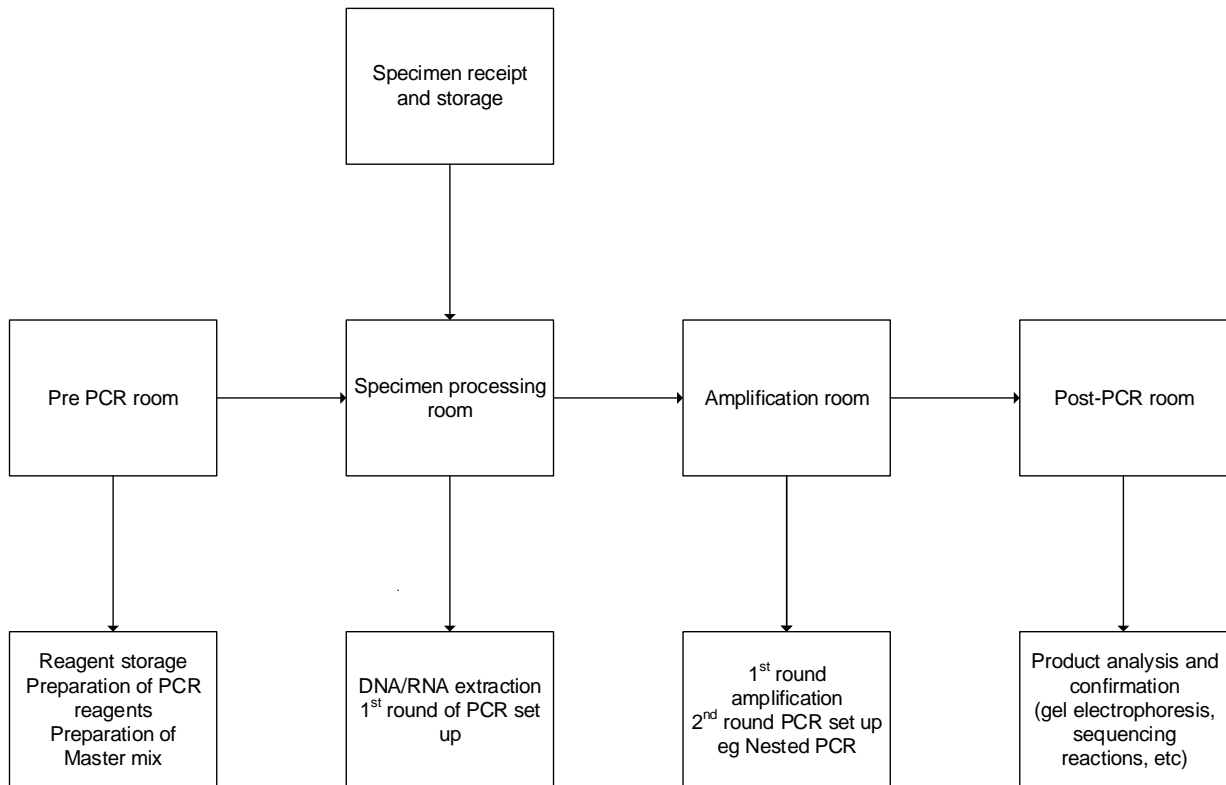 Specimen receipt
and storage
Pre PCR room
Specimen processing
room
Amplification room
Post-PCR room
Reagent storage
Preparation of PCR
reagents
Preparation of
Master mix
DNA/RNA extraction
1st round of PCR set
up
1st round
amplification
2nd round PCR set up
eg Nested PCR
Product analysis and
confirmation
(gel electrophoresis,
sequencing
reactions, etc)